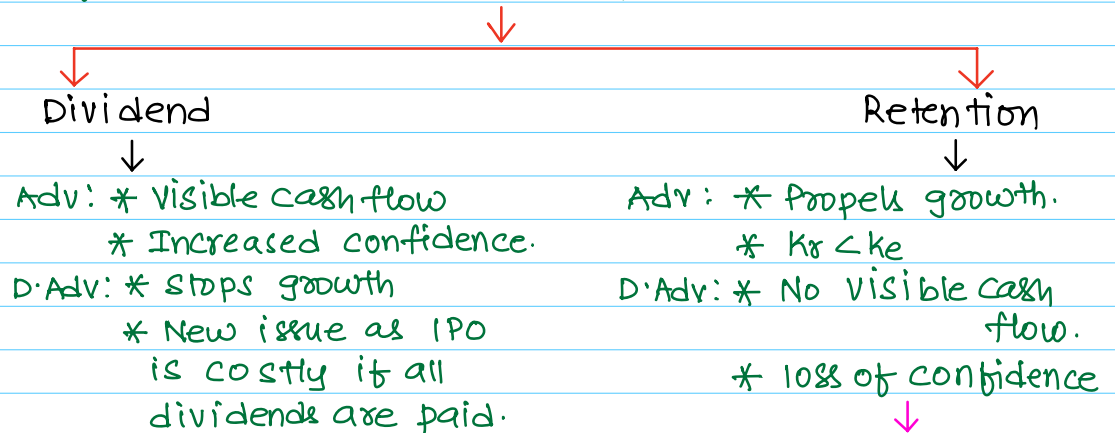 Dividend
Retention
Adv: * Visible cash flow
* Increased confidence.
D.Adv: * Stops growth
* New issue as IPO
is costly if all
dividends are paid.
Adv: * Propels growth.
* Kr < ke
D.Adv: * No visible cash
flow.
* loss of confidence